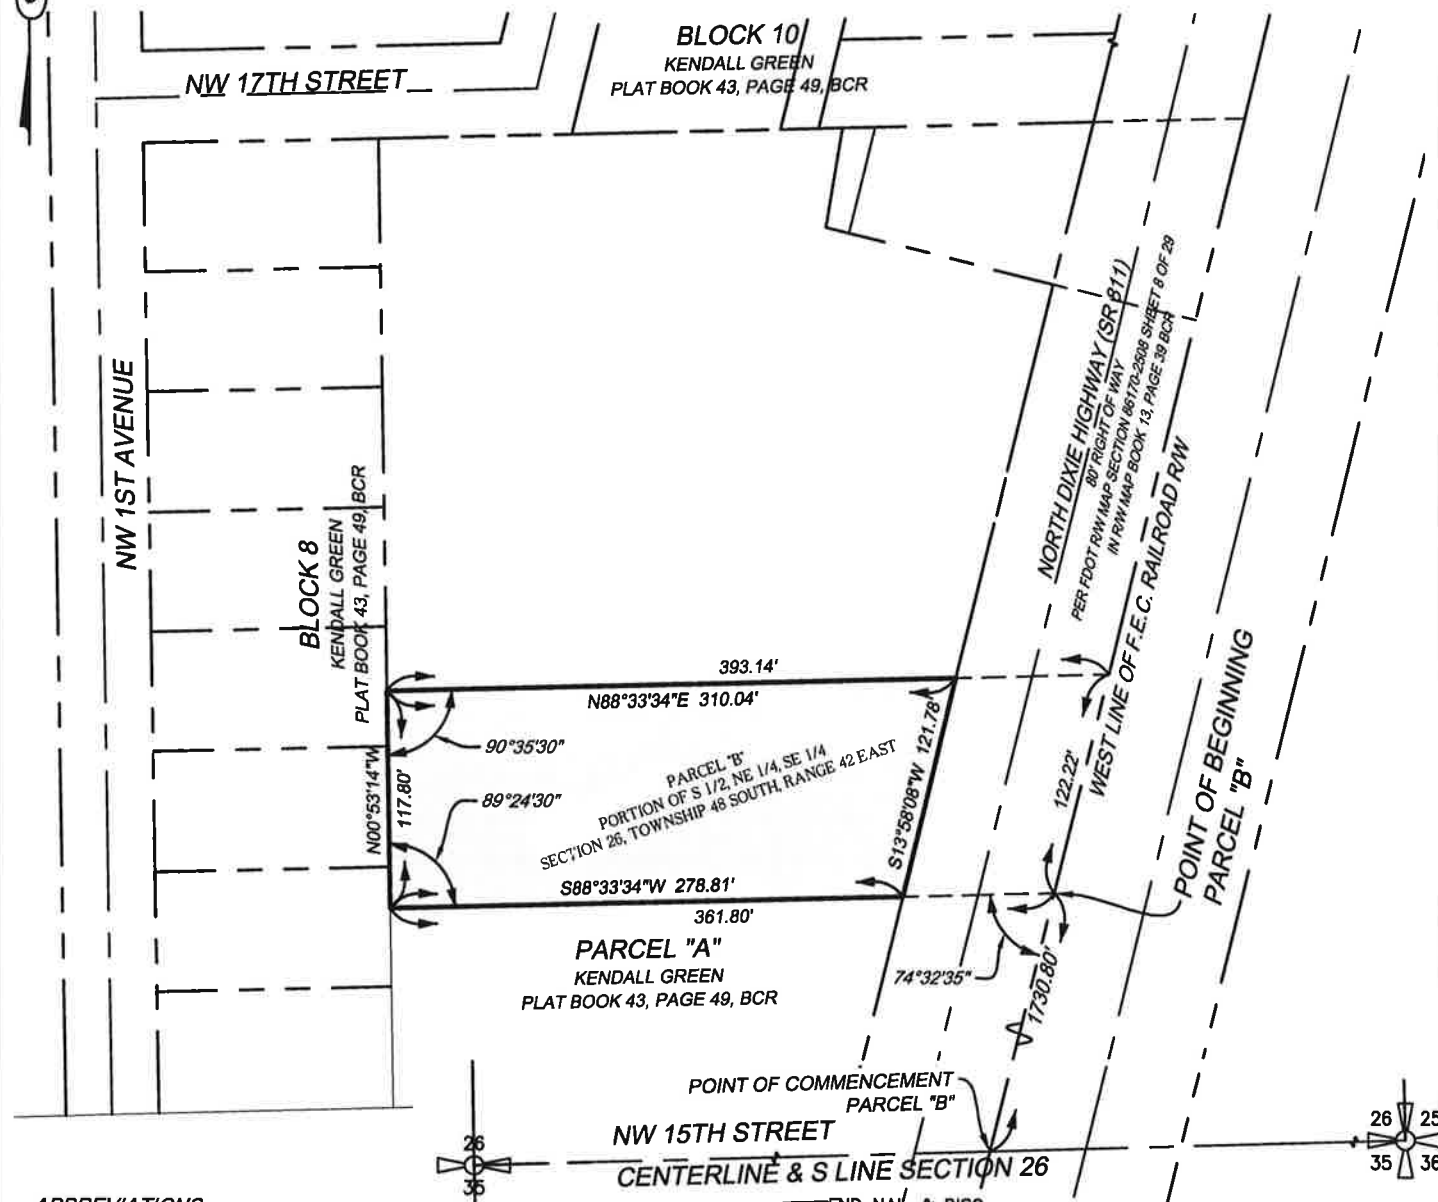 BLOCK 10
KENDALL GREEN
PLAT BOOK 43, PAGE 49, BCR
NW 17TH STREET
NW 1ST AVENUE
BLOCK 8
KENDALL GREEN
PLAT BOOK 43, PAGE 49, BCR
NORTH DIXIE HIGHWAY (SR 811)
80' RIGHT OF WAY
PER FDOT R/W MAP SECTION 86170-2508 SHEET 8 OF 29
IN R/W MAP BOOK 13, PAGE 39 BCR
WEST LINE OF F.E.C. RAILROAD R/W
393.14'
N88°33'34"E 310.04'
90°35'30"
89°24'30"
N00°53'14"W
117.80'
PARCEL "B"
PORTION OF S 1/2, NE 1/4, SE 1/4
SECTION 26, TOWNSHIP 48 SOUTH, RANGE 42 EAST
S13°58'08"W 121.78'
122.22'
POINT OF BEGINNING
PARCEL "B"
S88°33'34"W 278.81'
361.80'
PARCEL "A"
KENDALL GREEN
PLAT BOOK 43, PAGE 49, BCR
74°32'35"
1730.80'
POINT OF COMMENCEMENT
PARCEL "B"
NW 15TH STREET
CENTERLINE & S LINE SECTION 26
26
35
26 25
35 36